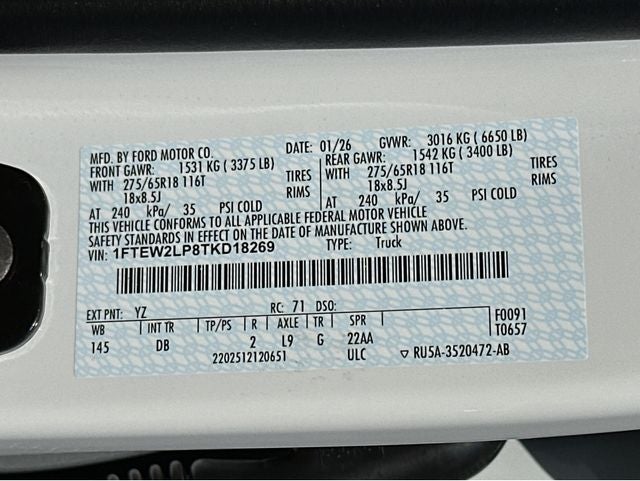 MFD. BY FORD MOTOR CO. DATE: 01/26 GVWR: 3016 KG ( 6650 LB)
FRONT GAWR: 1531 KG ( 3375 LB) REAR GAWR: 1542 KG ( 3400 LB)
WITH 275/65R18 116T TIRES WITH 275/65R18 116T TIRES
18x8.5J RIMS 18x8.5J RIMS
AT 240 kPa/ 35 PSI COLD AT 240 kPa/ 35 PSI COLD
THIS VEHICLE CONFORMS TO ALL APPLICABLE FEDERAL MOTOR VEHICLE
SAFETY STANDARDS IN EFFECT ON THE DATE OF MANUFACTURE SHOWN ABOVE.
VIN: 1FTEW2LP8TKD18269 TYPE: Truck
EXT PNT: YZ RC: 71 DSO: F0091
WB INT TR TP/PS R AXLE TR SPR T0657
145 DB 2 L9 G 22AA
2202512120651 ULC ▽ RU5A-3520472-AB